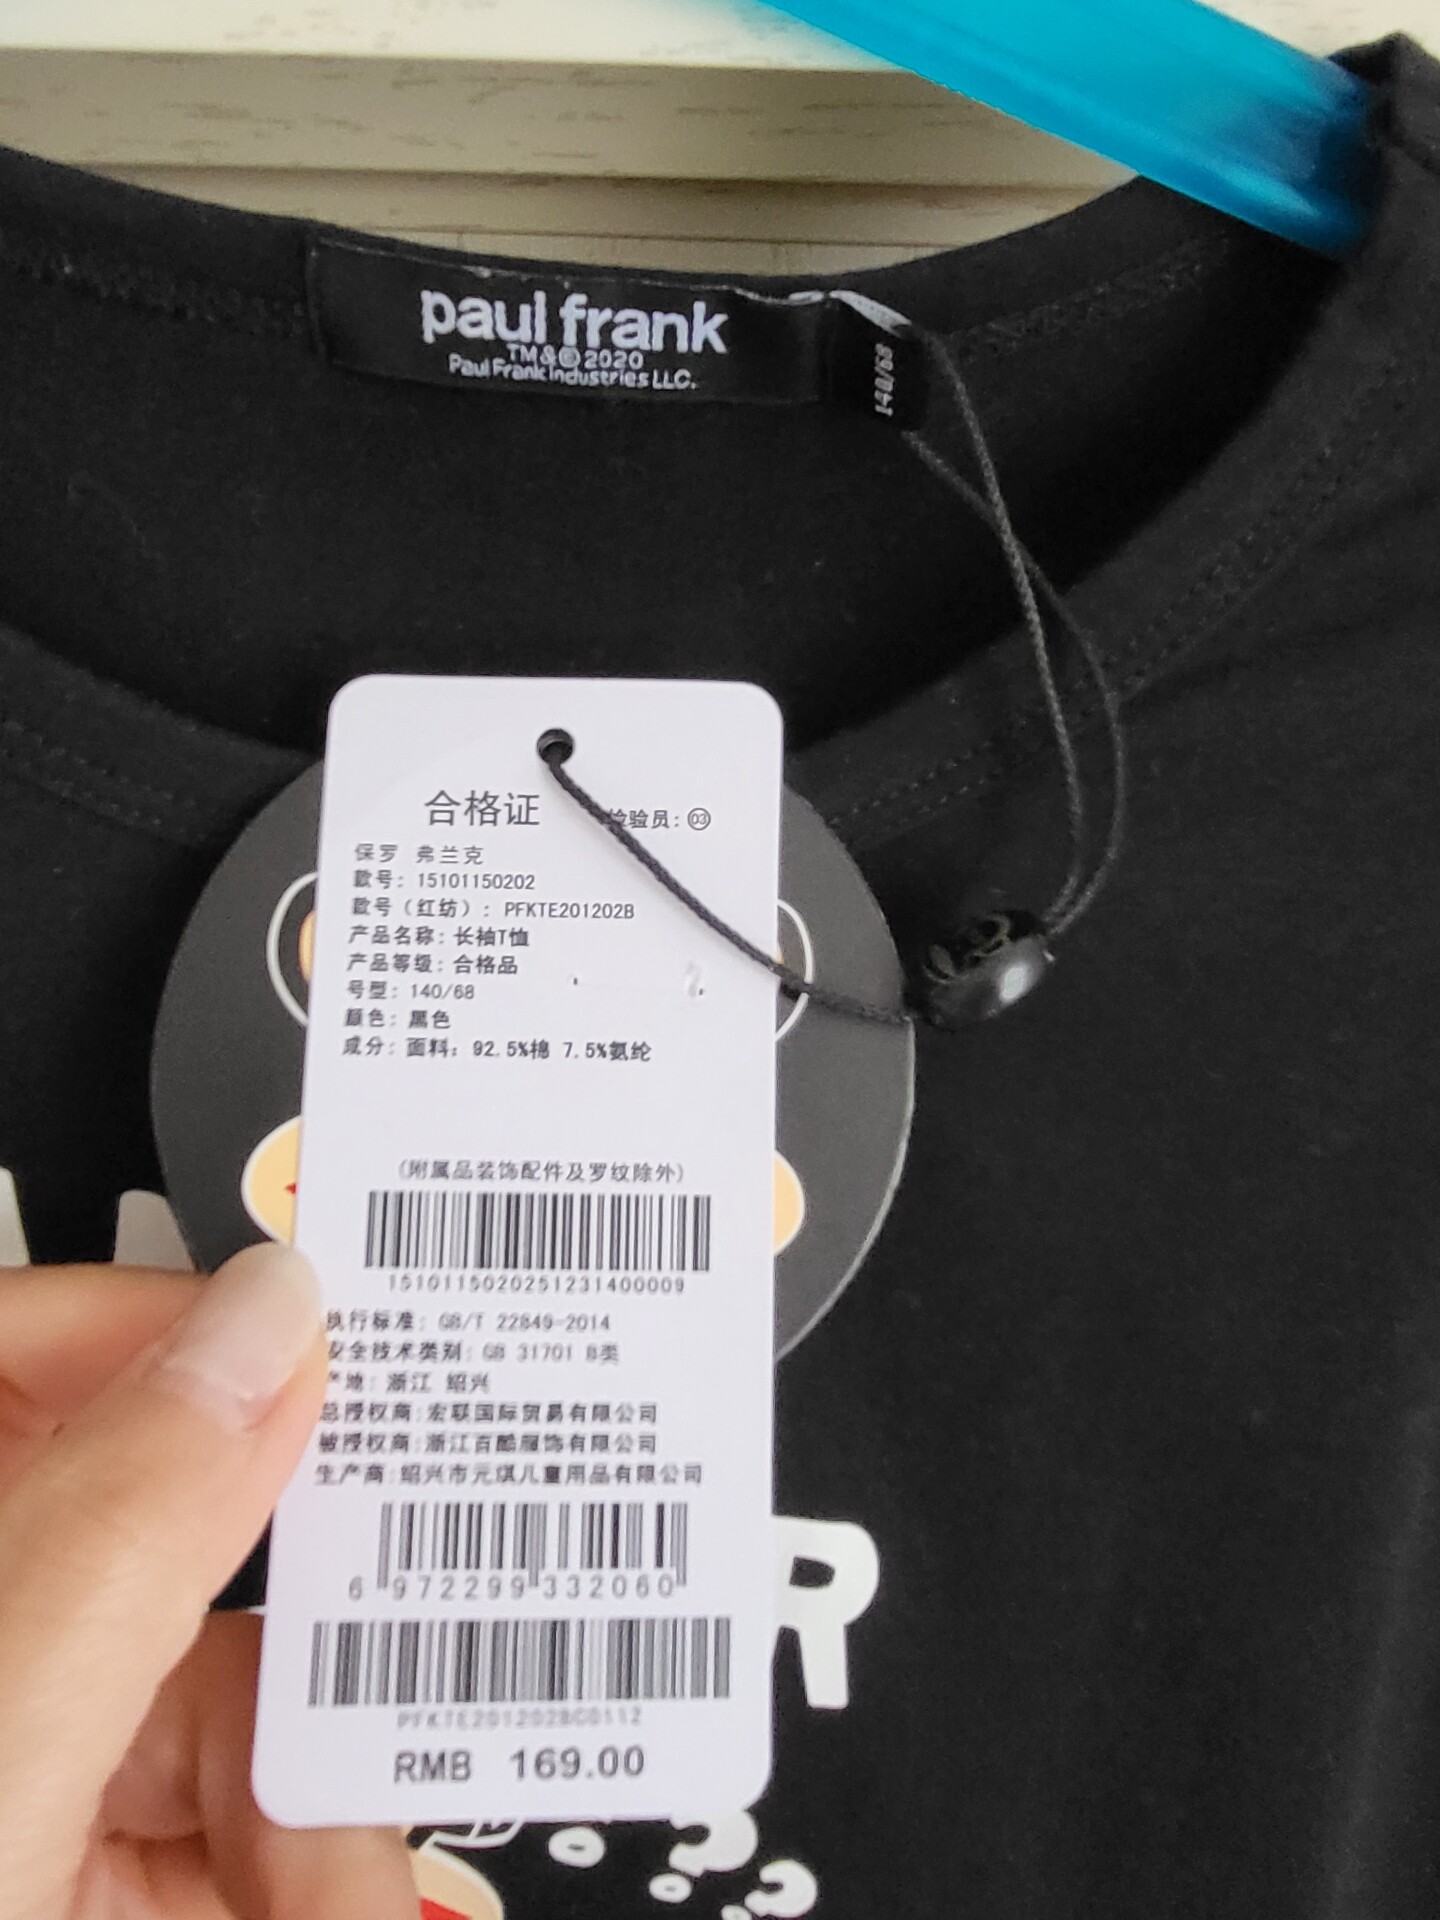 paul frank
TM & © 2020
Paul Frank Industries LLC.
140/68
合格证
检验员：03
保罗 弗兰克
款号：15101150202
款号（红纺）：PFKTE201202B
产品名称：长袖T恤
产品等级：合格品
号型：140/68
颜色：黑色
成分：面料：92.5%棉 7.5%氨纶
(附属品装饰配件及罗纹除外)
1510115020251231400009
执行标准：GB/T 22849-2014
安全技术类别：GB 31701 B类
产地：浙江 绍兴
总授权商：宏联国际贸易有限公司
被授权商：浙江百酷服饰有限公司
生产商：绍兴市元琪儿童用品有限公司
6 972299 332060
PFKTE201202BC0112
RMB 169.00
R
???